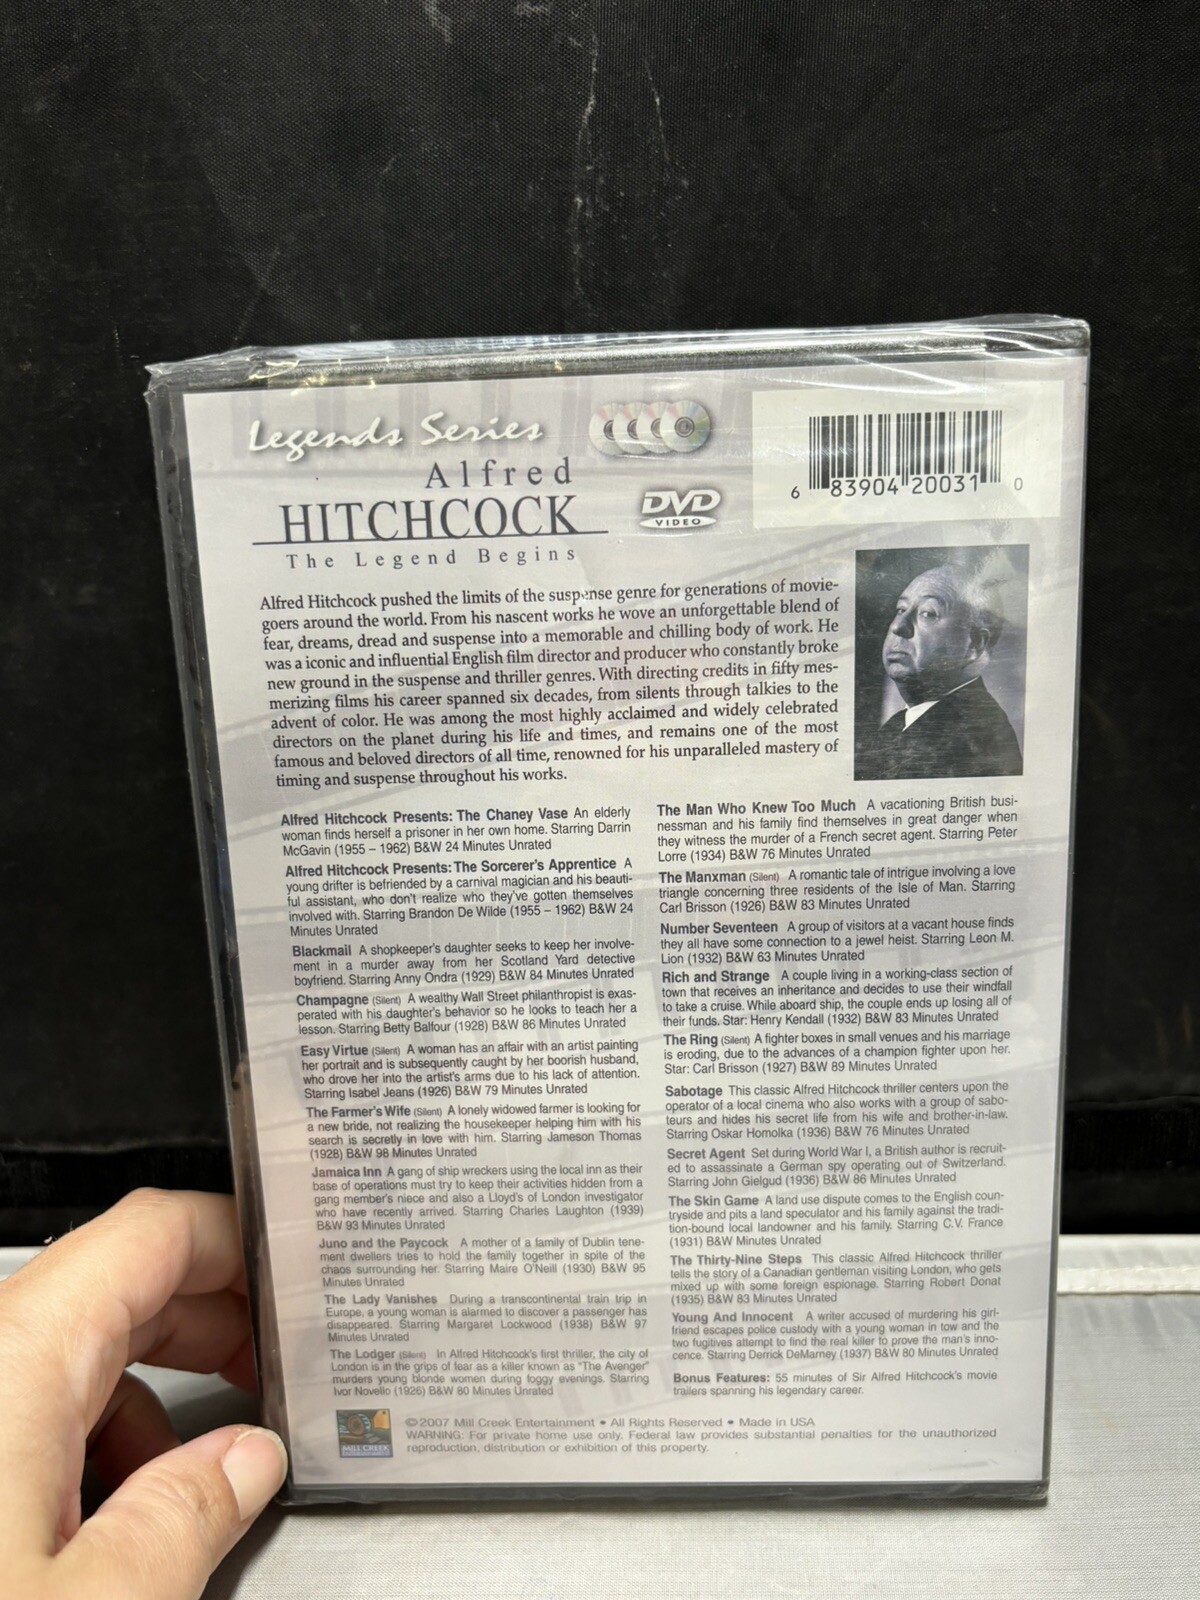 Legends Series
Alfred
HITCHCOCK
The Legend Begins
DVD
VIDEO
6 83904 20031 0
Alfred Hitchcock pushed the limits of the suspense genre for generations of movie-
goers around the world. From his nascent works he wove an unforgettable blend of
fear, dreams, dread and suspense into a memorable and chilling body of work. He
was a iconic and influential English film director and producer who constantly broke
new ground in the suspense and thriller genres. With directing credits in fifty mes-
merizing films his career spanned six decades, from silents through talkies to the
advent of color. He was among the most highly acclaimed and widely celebrated
directors on the planet during his life and times, and remains one of the most
famous and beloved directors of all time, renowned for his unparalleled mastery of
timing and suspense throughout his works.
Alfred Hitchcock Presents: The Chaney Vase An elderly
woman finds herself a prisoner in her own home. Starring Darrin
McGavin (1955 – 1962) B&W 24 Minutes Unrated
Alfred Hitchcock Presents: The Sorcerer's Apprentice A
young drifter is befriended by a carnival magician and his beauti-
ful assistant, who don't realize who they've gotten themselves
involved with. Starring Brandon De Wilde (1955 – 1962) B&W 24
Minutes Unrated
Blackmail A shopkeeper's daughter seeks to keep her involve-
ment in a murder away from her Scotland Yard detective
boyfriend. Starring Anny Ondra (1929) B&W 84 Minutes Unrated
Champagne (Silent) A wealthy Wall Street philanthropist is exas-
perated with his daughter's behavior so he looks to teach her a
lesson. Starring Betty Balfour (1928) B&W 86 Minutes Unrated
Easy Virtue (Silent) A woman has an affair with an artist painting
her portrait and is subsequently caught by her boorish husband,
who drove her into the artist's arms due to his lack of attention.
Starring Isabel Jeans (1926) B&W 79 Minutes Unrated
The Farmer's Wife (Silent) A lonely widowed farmer is looking for
a new bride, not realizing the housekeeper helping him with his
search is secretly in love with him. Starring Jameson Thomas
(1928) B&W 98 Minutes Unrated
Jamaica Inn A gang of ship wreckers using the local inn as their
base of operations must try to keep their activities hidden from a
gang member's niece and also a Lloyd's of London investigator
who have recently arrived. Starring Charles Laughton (1939)
B&W 93 Minutes Unrated
Juno and the Paycock A mother of a family of Dublin tene-
ment dwellers tries to hold the family together in spite of the
chaos surrounding her. Starring Maire O'Neill (1930) B&W 95
Minutes Unrated
The Lady Vanishes During a transcontinental train trip in
Europe, a young woman is alarmed to discover a passenger has
disappeared. Starring Margaret Lockwood (1938) B&W 97
Minutes Unrated
The Lodger (Silent) In Alfred Hitchcock's first thriller, the city of
London is in the grips of fear as a killer known as "The Avenger"
murders young blonde women during foggy evenings. Starring
Ivor Novello (1926) B&W 80 Minutes Unrated
The Man Who Knew Too Much A vacationing British busi-
nessman and his family find themselves in great danger when
they witness the murder of a French secret agent. Starring Peter
Lorre (1934) B&W 76 Minutes Unrated
The Manxman (Silent) A romantic tale of intrigue involving a love
triangle concerning three residents of the Isle of Man. Starring
Carl Brisson (1926) B&W 83 Minutes Unrated
Number Seventeen A group of visitors at a vacant house finds
they all have some connection to a jewel heist. Starring Leon M.
Lion (1932) B&W 63 Minutes Unrated
Rich and Strange A couple living in a working-class section of
town that receives an inheritance and decides to use their windfall
to take a cruise. While aboard ship, the couple ends up losing all of
their funds. Star: Henry Kendall (1932) B&W 83 Minutes Unrated
The Ring (Silent) A fighter boxes in small venues and his marriage
is eroding, due to the advances of a champion fighter upon her.
Star: Carl Brisson (1927) B&W 89 Minutes Unrated
Sabotage This classic Alfred Hitchcock thriller centers upon the
operator of a local cinema who also works with a group of sabo-
teurs and hides his secret life from his wife and brother-in-law.
Starring Oskar Homolka (1936) B&W 76 Minutes Unrated
Secret Agent Set during World War I, a British author is recruit-
ed to assassinate a German spy operating out of Switzerland.
Starring John Gielgud (1936) B&W 86 Minutes Unrated
The Skin Game A land use dispute comes to the English coun-
tryside and pits a land speculator and his family against the tradi-
tion-bound local landowner and his family. Starring C.V. France
(1931) B&W Minutes Unrated
The Thirty-Nine Steps This classic Alfred Hitchcock thriller
tells the story of a Canadian gentleman visiting London, who gets
mixed up with some foreign espionage. Starring Robert Donat
(1935) B&W 83 Minutes Unrated
Young And Innocent A writer accused of murdering his girl-
friend escapes police custody with a young woman in tow and the
two fugitives attempt to find the real killer to prove the man's inno-
cence. Starring Derrick DeMarney (1937) B&W 80 Minutes Unrated
Bonus Features: 55 minutes of Sir Alfred Hitchcock's movie
trailers spanning his legendary career.
MILL CREEK
©2007 Mill Creek Entertainment • All Rights Reserved • Made in USA
WARNING: For private home use only. Federal law provides substantial penalties for the unauthorized
reproduction, distribution or exhibition of this property.